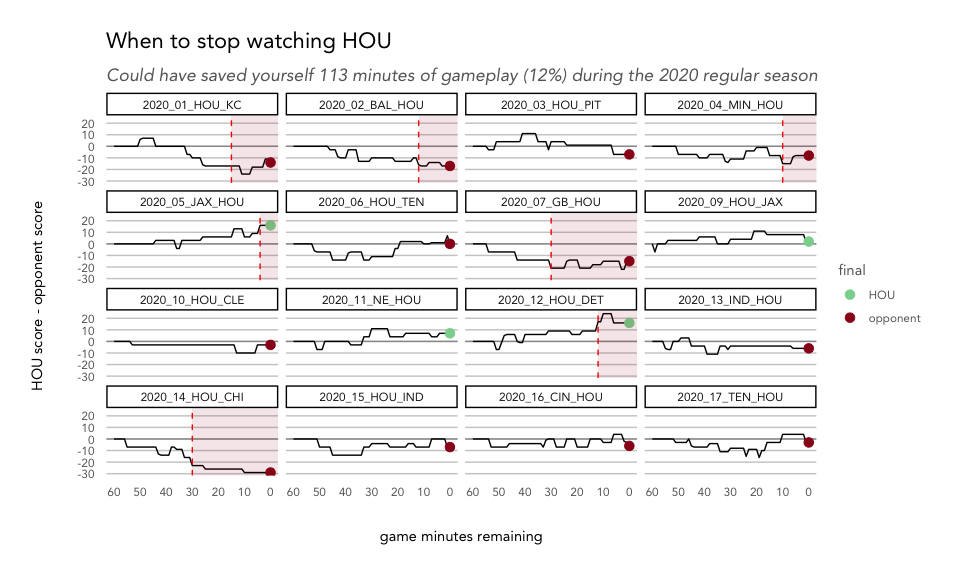 When to stop watching HOU
Could have saved yourself 113 minutes of gameplay (12%) during the 2020 regular season
2020_01_HOU_KC 2020_02_BAL_HOU 2020_03_HOU_PIT 2020_04_MIN_HOU
20
10
0
-10
-20
-30
2020_05_JAX_HOU 2020_06_HOU_TEN 2020_07_GB_HOU 2020_09_HOU_JAX
20
10
0
-10
-20
-30
2020_10_HOU_CLE 2020_11_NE_HOU 2020_12_HOU_DET 2020_13_IND_HOU
20
10
0
-10
-20
-30
2020_14_HOU_CHI 2020_15_HOU_IND 2020_16_CIN_HOU 2020_17_TEN_HOU
20
10
0
-10
-20
-30
60 50 40 30 20 10 0 60 50 40 30 20 10 0 60 50 40 30 20 10 0 60 50 40 30 20 10 0
game minutes remaining
HOU score - opponent score
final
HOU
opponent